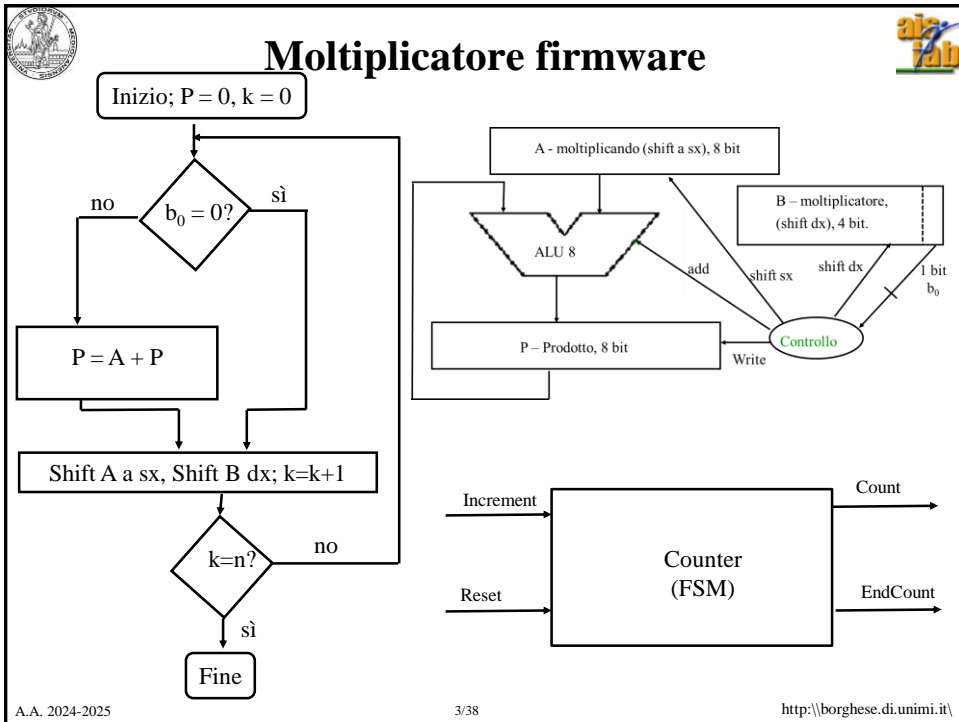 Moltiplicatore firmware
Inizio; P = 0, k = 0
b0 = 0?
no
sì
P = A + P
Shift A a sx, Shift B dx; k=k+1
k=n?
no
sì
Fine
A - moltiplicando (shift a sx), 8 bit
B – moltiplicatore,
(shift dx), 4 bit.
ALU 8
add
shift sx
shift dx
1 bit
b0
P – Prodotto, 8 bit
Write
Controllo
Increment
Reset
Counter
(FSM)
Count
EndCount
A.A. 2024-2025
3/38
http:\\borghese.di.unimi.it\